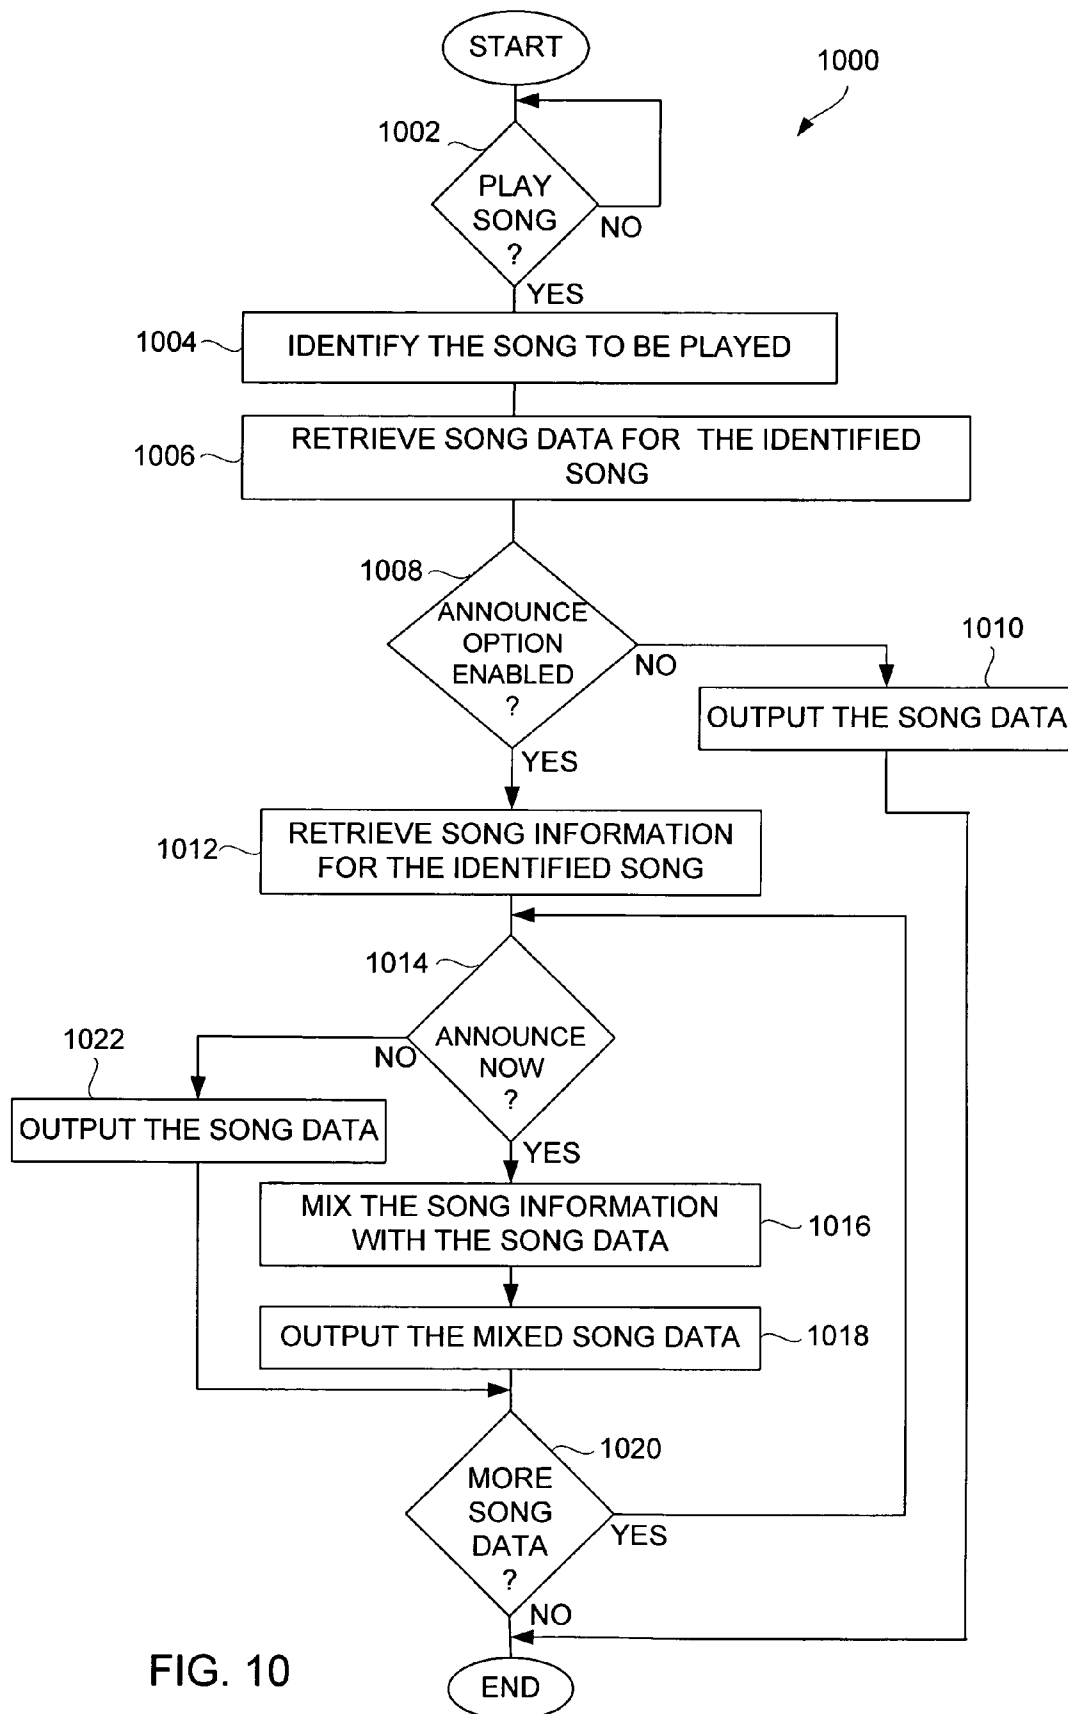 START
1000
1002
PLAY
SONG
?
NO
YES
1004
IDENTIFY THE SONG TO BE PLAYED
1006
RETRIEVE SONG DATA FOR THE IDENTIFIED
SONG
1008
ANNOUNCE
OPTION
ENABLED
?
NO
YES
1010
OUTPUT THE SONG DATA
1012
RETRIEVE SONG INFORMATION
FOR THE IDENTIFIED SONG
1014
ANNOUNCE
NOW
?
NO
YES
1022
OUTPUT THE SONG DATA
MIX THE SONG INFORMATION
WITH THE SONG DATA
1016
OUTPUT THE MIXED SONG DATA
1018
1020
MORE
SONG
DATA
?
YES
NO
END
FIG. 10